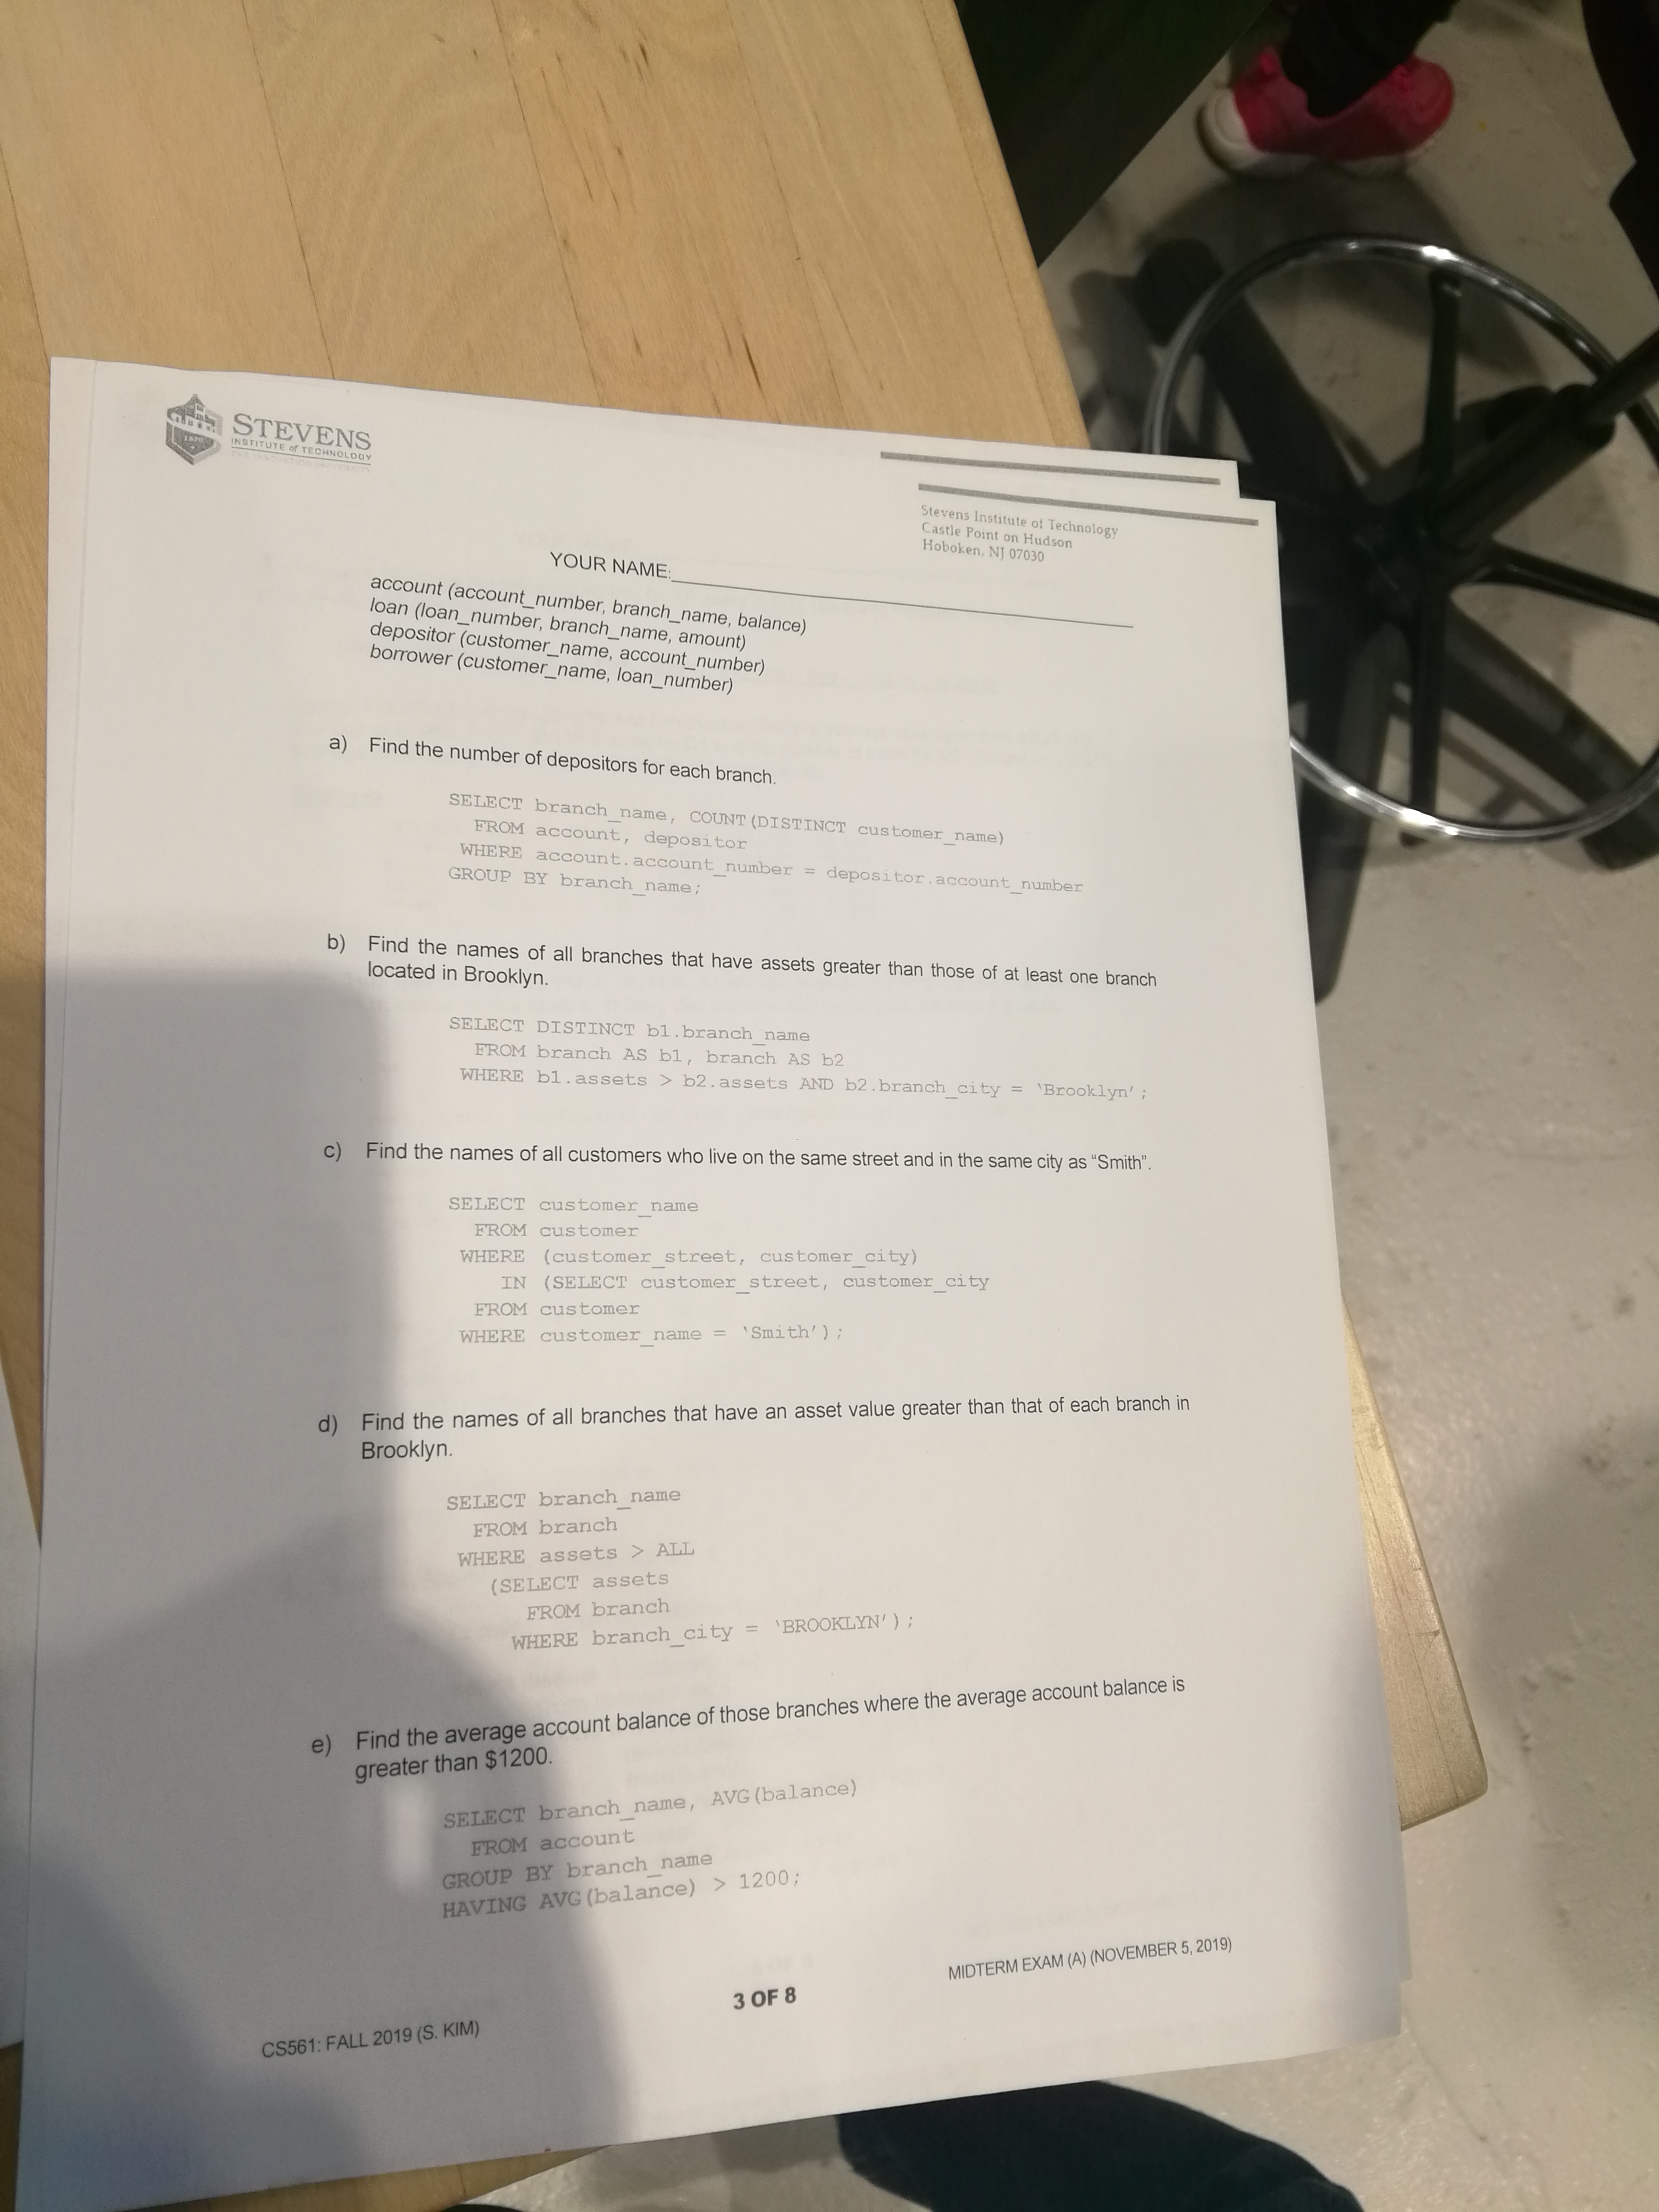 STEVENS
INSTITUTE of TECHNOLOGY
THE INNOVATION UNIVERSITY
1870
Stevens Institute of Technology
Castle Point on Hudson
Hoboken, NJ 07030
YOUR NAME:
account (account_number, branch_name, balance)
loan (loan_number, branch_name, amount)
depositor (customer_name, account_number)
borrower (customer_name, loan_number)
a) Find the number of depositors for each branch.
SELECT branch_name, COUNT(DISTINCT customer_name)
FROM account, depositor
WHERE account.account_number = depositor.account_number
GROUP BY branch_name;
b) Find the names of all branches that have assets greater than those of at least one branch
located in Brooklyn.
SELECT DISTINCT b1.branch_name
FROM branch AS b1, branch AS b2
WHERE b1.assets > b2.assets AND b2.branch_city = ‘Brooklyn’;
c) Find the names of all customers who live on the same street and in the same city as “Smith”.
SELECT customer_name
FROM customer
WHERE (customer_street, customer_city)
IN (SELECT customer_street, customer_city
FROM customer
WHERE customer_name = ‘Smith’);
d) Find the names of all branches that have an asset value greater than that of each branch in
Brooklyn.
SELECT branch_name
FROM branch
WHERE assets > ALL
(SELECT assets
FROM branch
WHERE branch_city = ‘BROOKLYN’);
e) Find the average account balance of those branches where the average account balance is
greater than $1200.
SELECT branch_name, AVG(balance)
FROM account
GROUP BY branch_name
HAVING AVG(balance) > 1200;
MIDTERM EXAM (A) (NOVEMBER 5, 2019)
3 OF 8
CS561: FALL 2019 (S. KIM)